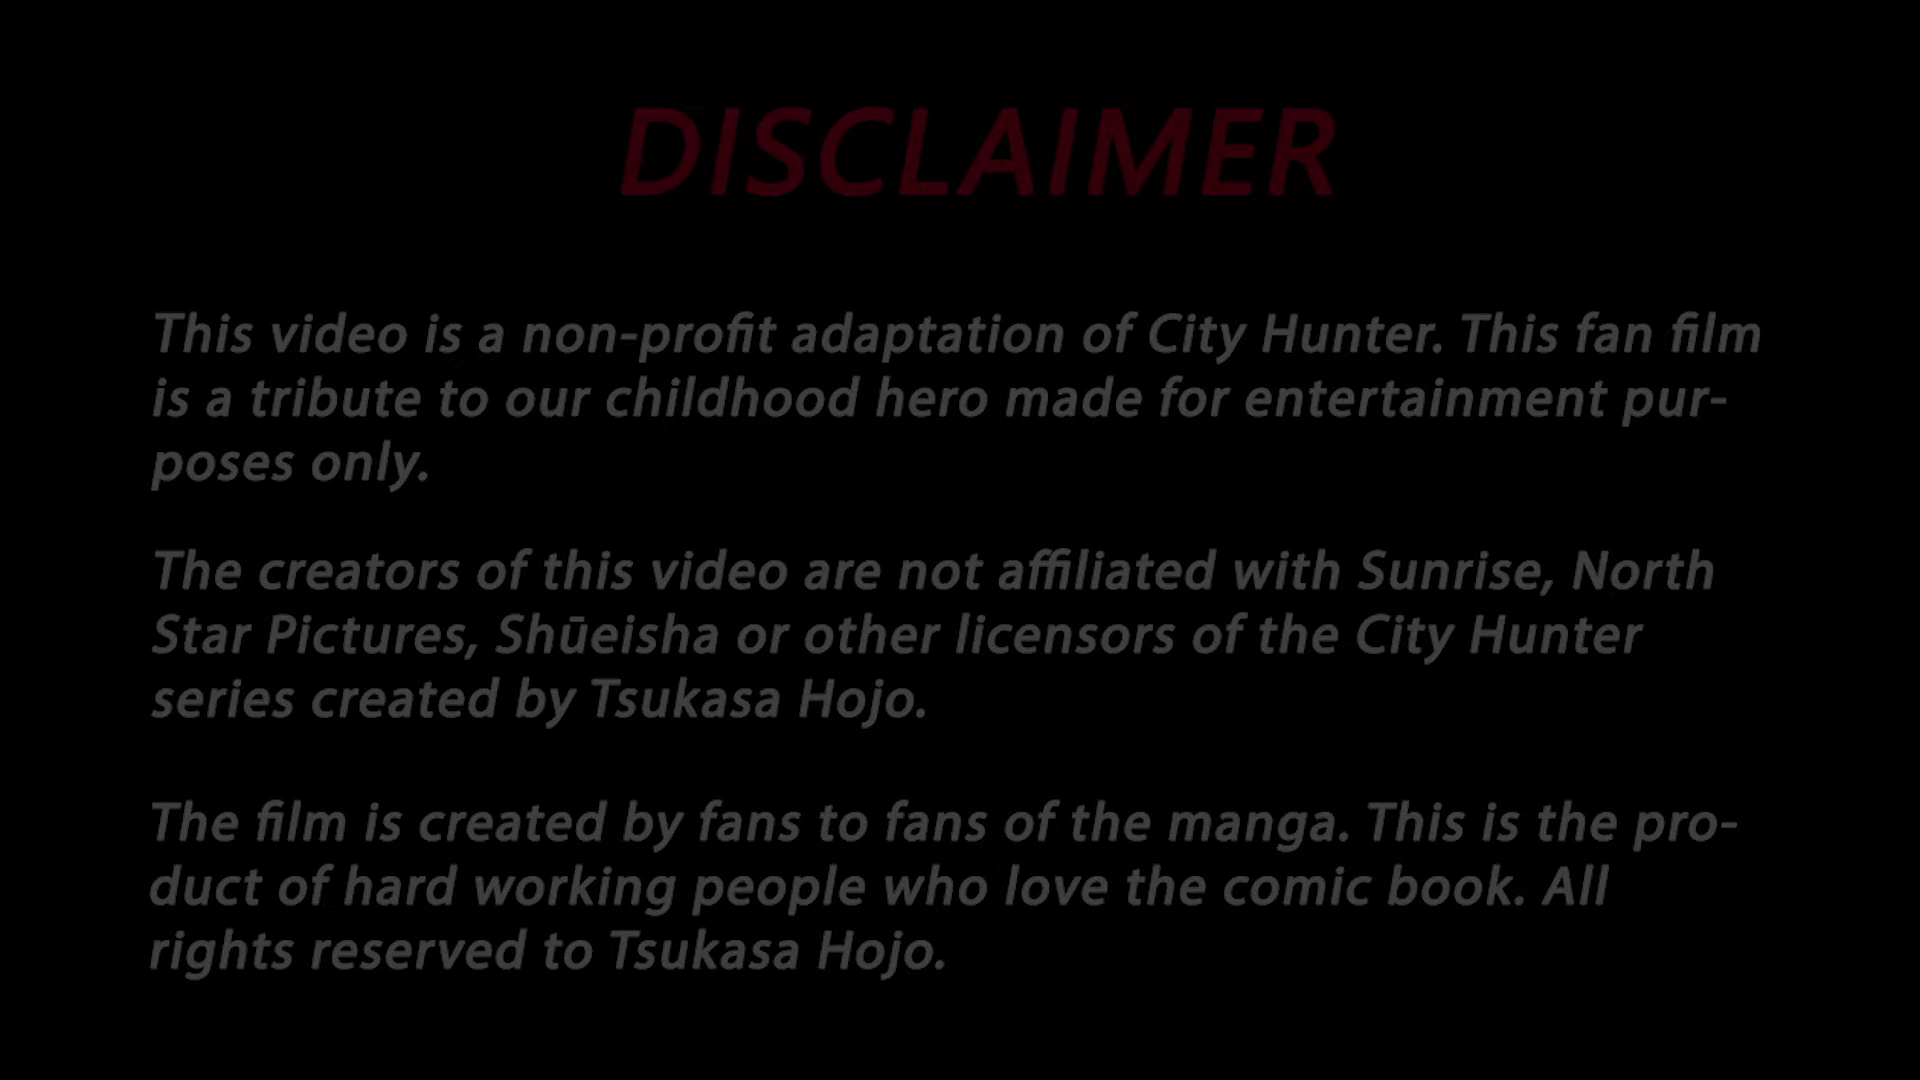 DISCLAIMER
This video is a non-profit adaptation of City Hunter. This fan film
is a tribute to our childhood hero made for entertainment pur-
poses only.
The creators of this video are not affiliated with Sunrise, North
Star Pictures, Shūeisha or other licensors of the City Hunter
series created by Tsukasa Hojo.
The film is created by fans to fans of the manga. This is the pro-
duct of hard working people who love the comic book. All
rights reserved to Tsukasa Hojo.